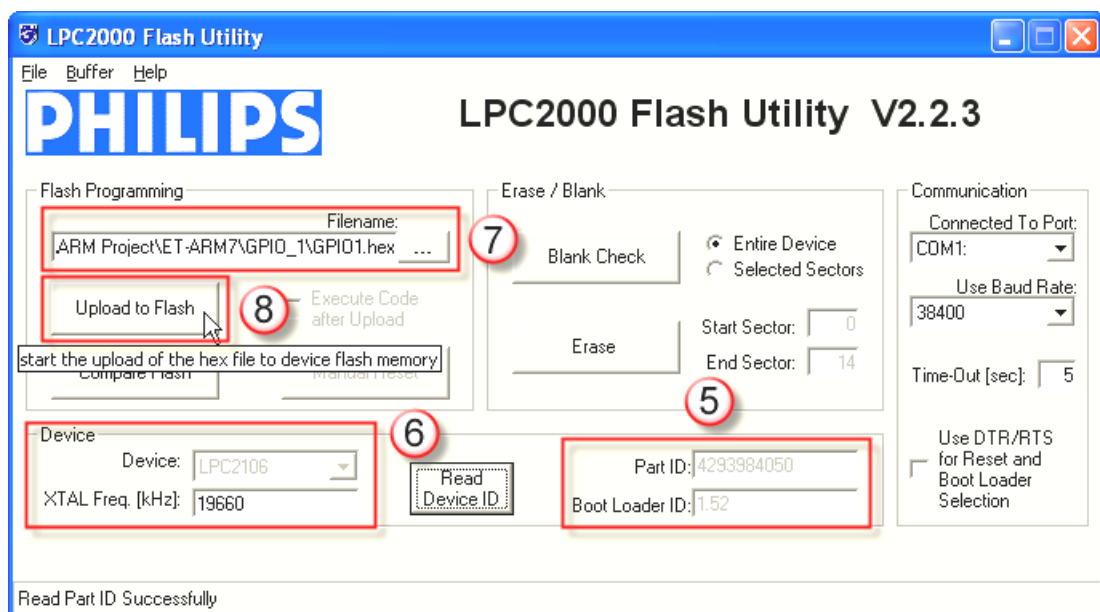 LPC2000 Flash Utility
File Buffer Help
PHILIPS
LPC2000 Flash Utility V2.2.3
Flash Programming
Filename:
ARM Project\ET-ARM7\GPIO_1\GPIO1.hex ...
7
Upload to Flash
8
Execute Code
after Upload
start the upload of the hex file to device flash memory
Compare Flash
Manual Reset
Erase / Blank
Blank Check
Entire Device
Selected Sectors
Erase
Start Sector: 0
End Sector: 14
Communication
Connected To Port:
COM1:
Use Baud Rate:
38400
Time-Out [sec]: 5
Use DTR/RTS
for Reset and
Boot Loader
Selection
Device
6
Device: LPC2106
XTAL Freq. [kHz]: 19660
Read
Device ID
5
Part ID: 4293984050
Boot Loader ID: 1.52
Read Part ID Successfully